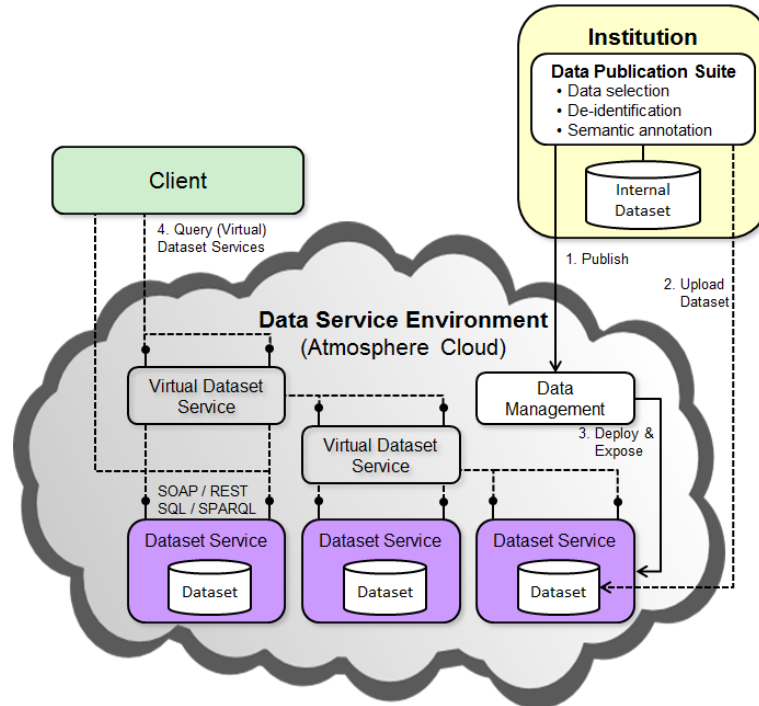 Institution
Data Publication Suite
• Data selection
• De-identification
• Semantic annotation
Internal
Dataset
Client
4. Query (Virtual)
Dataset Services
1. Publish
2. Upload
Dataset
Data Service Environment
(Atmosphere Cloud)
Virtual Dataset
Service
Data
Management
3. Deploy &
Expose
Virtual Dataset
Service
SOAP / REST
SQL / SPARQL
Dataset Service
Dataset
Dataset Service
Dataset
Dataset Service
Dataset